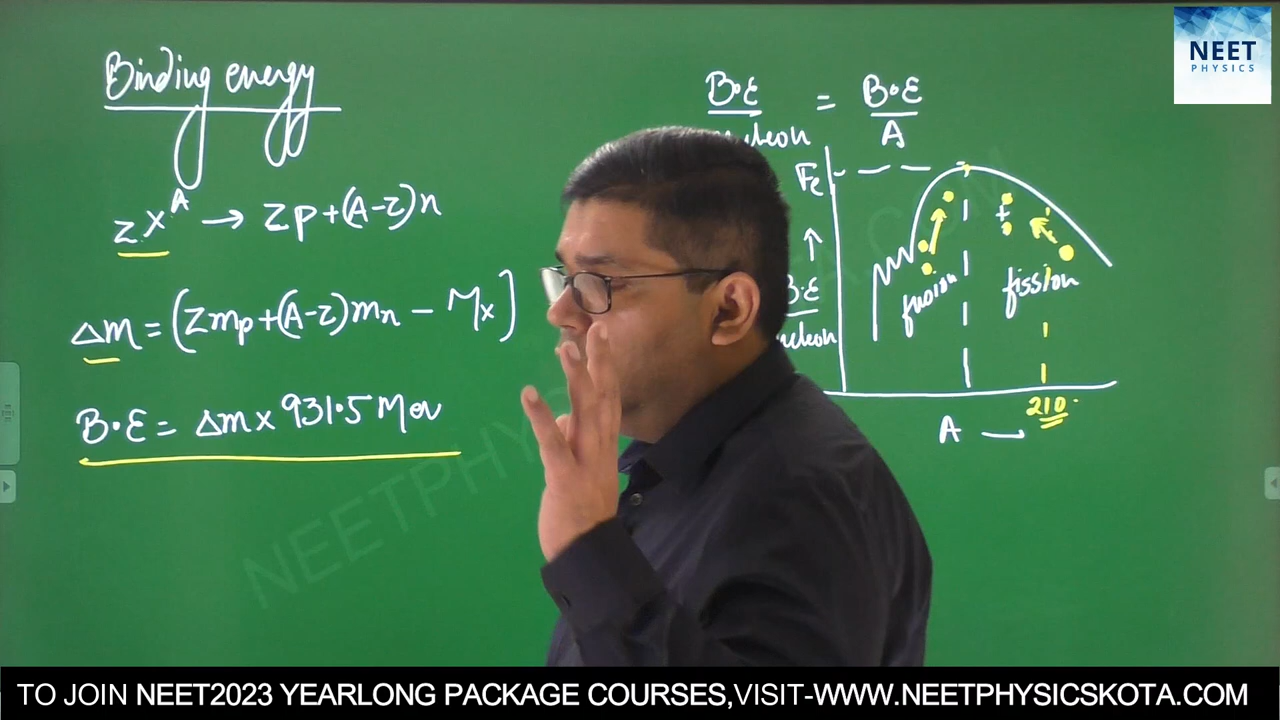 Binding energy
zX^A → Zp+(A-z)n
Δm = (Zmp+(A-z)mn - Mx]
B.E = Δm x 931.5 Mev
B.E = B.E
A
Fe
B.E
fusion
fission
210
A →
NEET
PHYSICS
TO JOIN NEET2023 YEARLONG PACKAGE COURSES,VISIT-WWW.NEETPHYSICSKOTA.COM